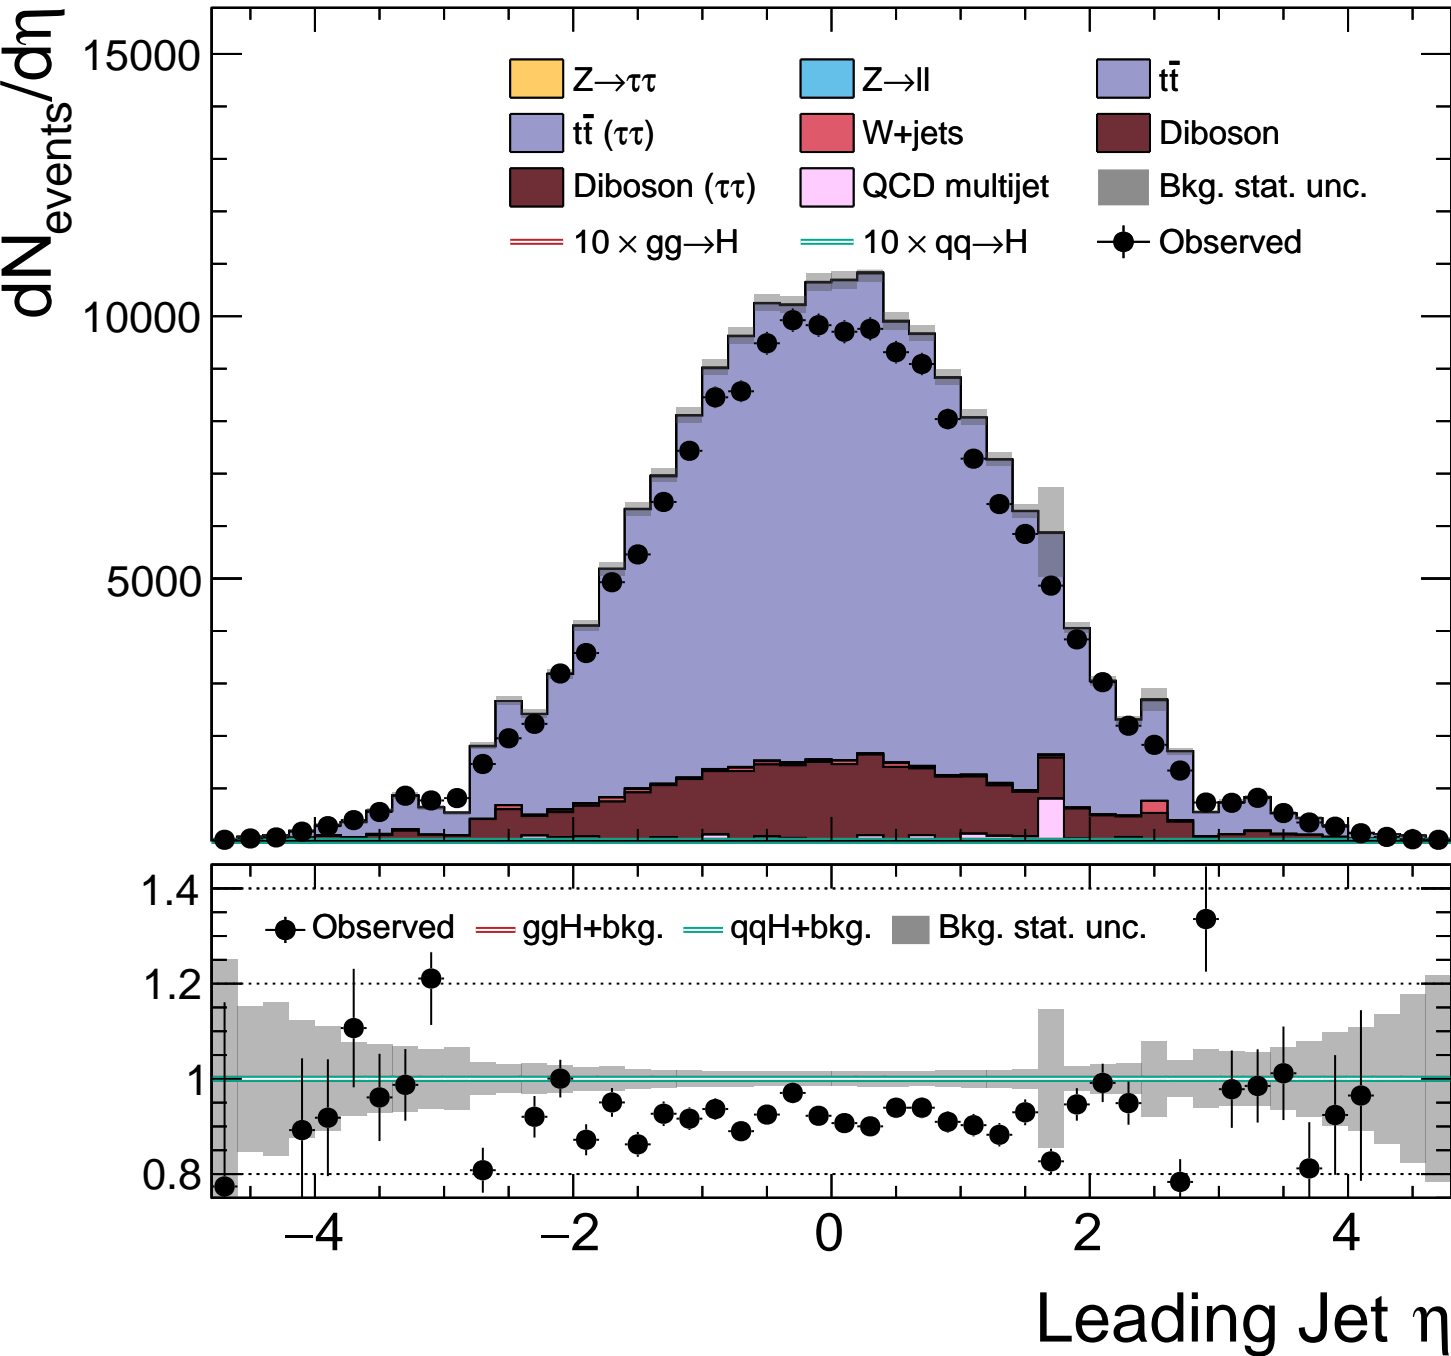 dN_events/dη
15000
10000
5000
Z→ττ Z→ll tt̄
tt̄ (ττ) W+jets Diboson
Diboson (ττ) QCD multijet Bkg. stat. unc.
10 × gg→H 10 × qq→H Observed
1.4
1.2
1
0.8
Observed ggH+bkg. qqH+bkg. Bkg. stat. unc.
−4 −2 0 2 4
Leading Jet η